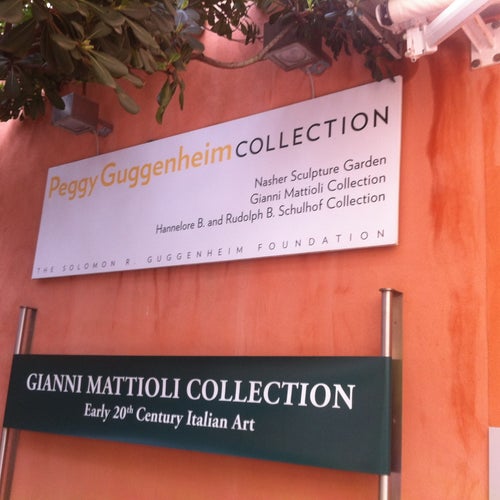 Peggy Guggenheim COLLECTION
Nasher Sculpture Garden
Gianni Mattioli Collection
Hannelore B. and Rudolph B. Schulhof Collection
THE SOLOMON R. GUGGENHEIM FOUNDATION
GIANNI MATTIOLI COLLECTION
Early 20th Century Italian Art